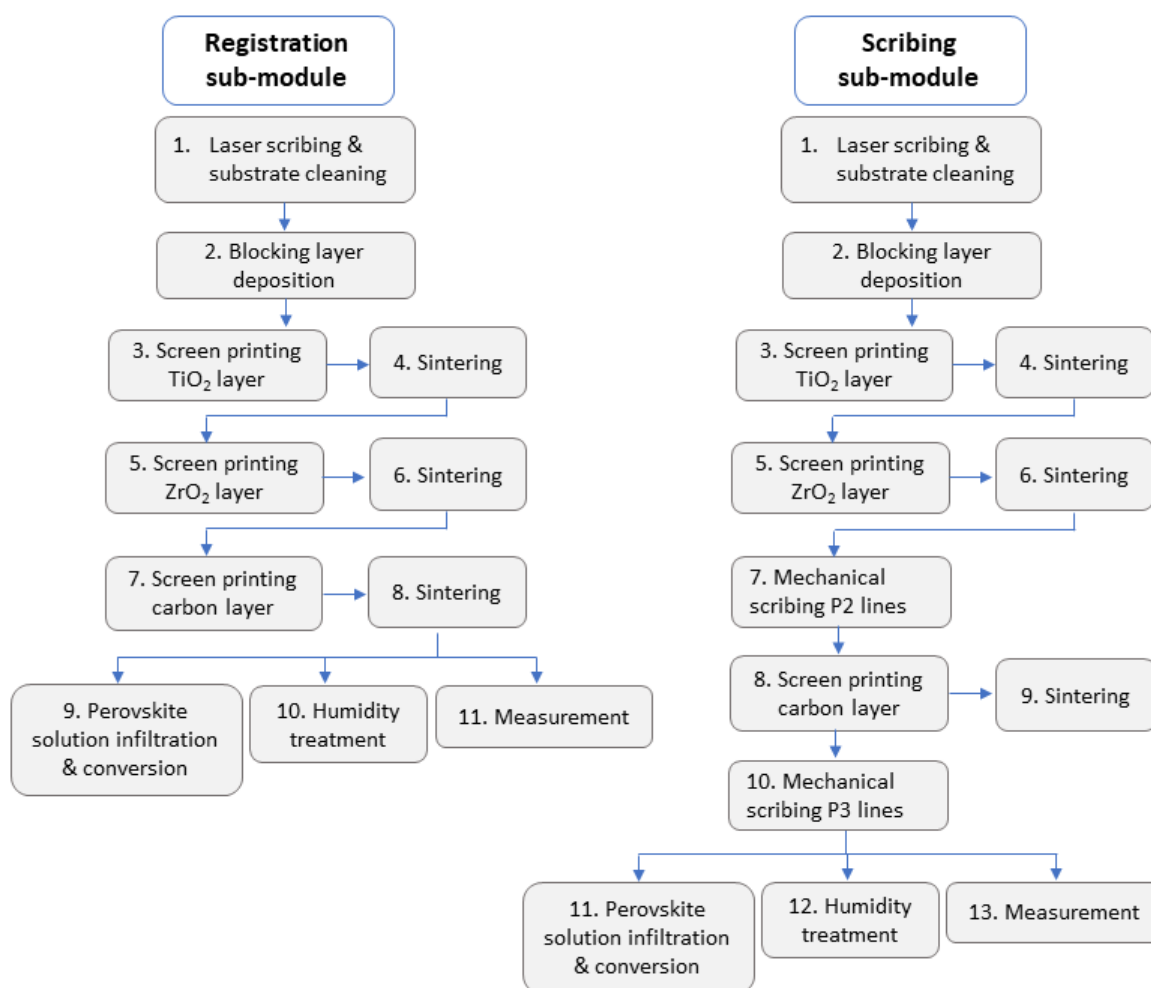 Registration
sub-module
1. Laser scribing &
substrate cleaning
2. Blocking layer
deposition
3. Screen printing
TiO₂ layer
4. Sintering
5. Screen printing
ZrO₂ layer
6. Sintering
7. Screen printing
carbon layer
8. Sintering
9. Perovskite
solution infiltration
& conversion
10. Humidity
treatment
11. Measurement
Scribing
sub-module
1. Laser scribing &
substrate cleaning
2. Blocking layer
deposition
3. Screen printing
TiO₂ layer
4. Sintering
5. Screen printing
ZrO₂ layer
6. Sintering
7. Mechanical
scribing P2 lines
8. Screen printing
carbon layer
9. Sintering
10. Mechanical
scribing P3 lines
11. Perovskite
solution infiltration
& conversion
12. Humidity
treatment
13. Measurement